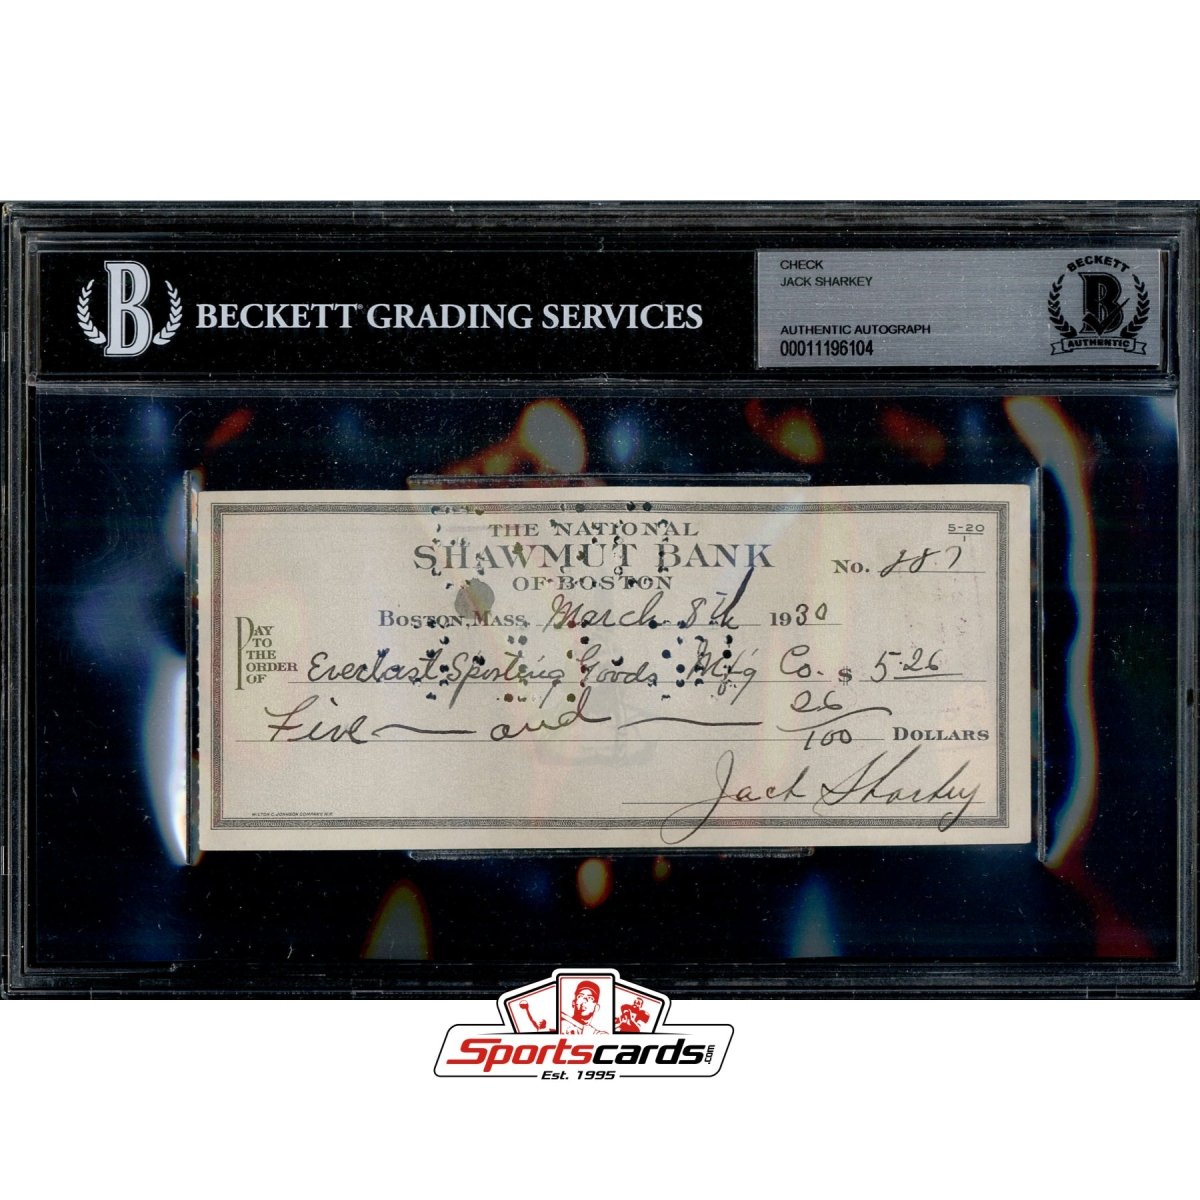 B BECKETT® GRADING SERVICES
CHECK
JACK SHARKEY
AUTHENTIC AUTOGRAPH
00011196104
BECKETT
B
AUTHENTIC
THE NATIONAL
SHAWMUT BANK
OF BOSTON
5-20
1
No. 287
BOSTON, MASS. March 8th 1930
PAY
TO
THE
ORDER
OF
Everlast Sporting Goods Mfg Co. $ 5.26
Five — and — 26/100 DOLLARS
Jack Sharkey
Sportscards.com
Est. 1995